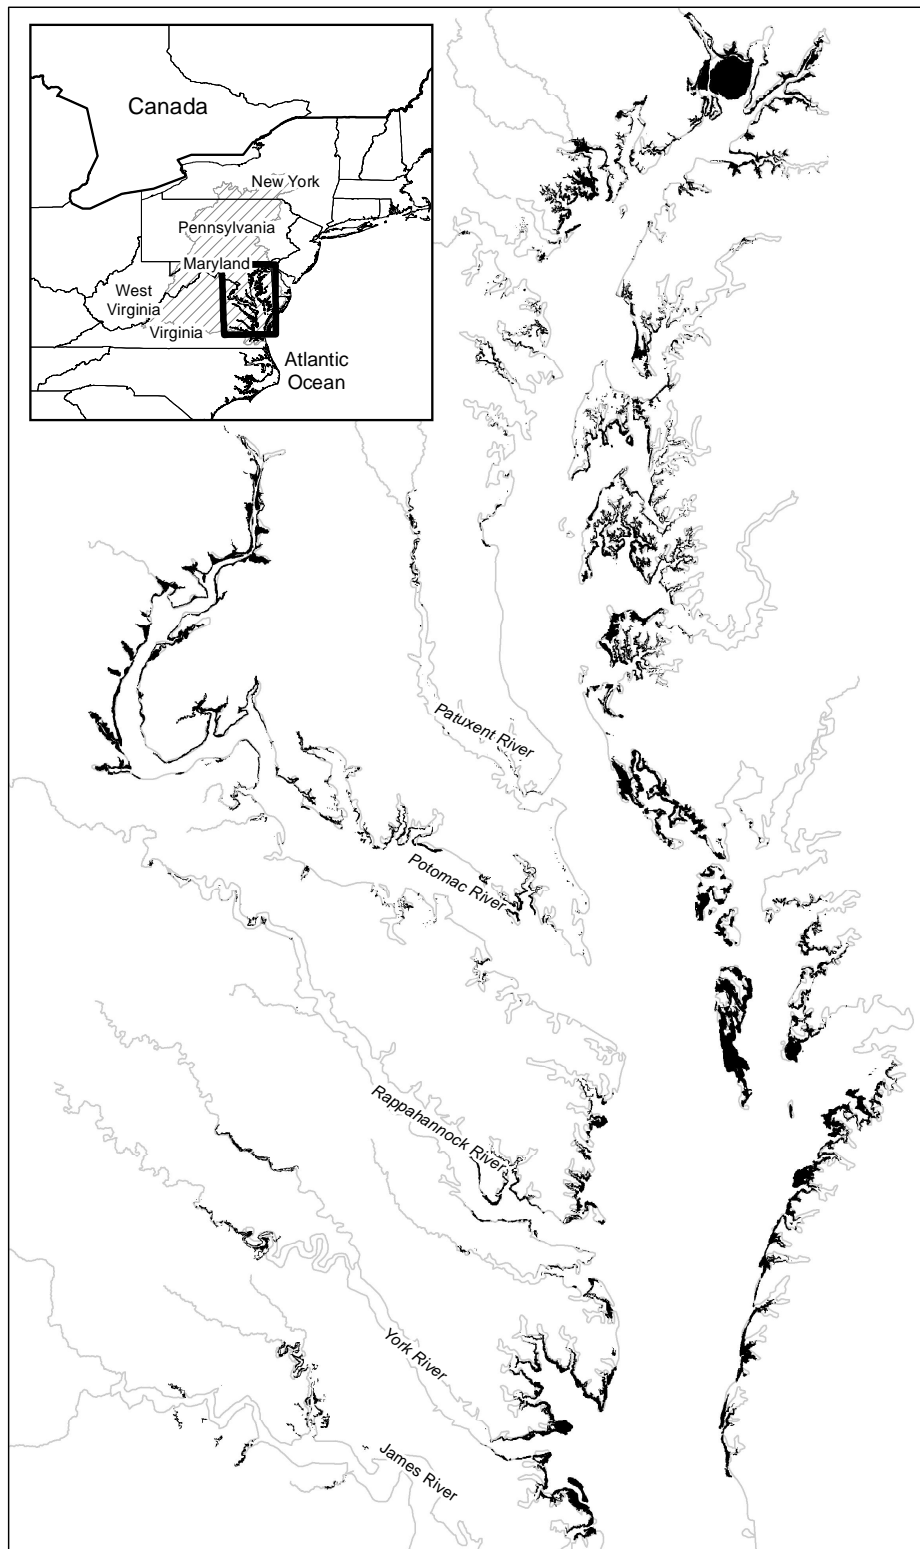 Canada
New York
Pennsylvania
Maryland
West
Virginia
Virginia
Atlantic
Ocean
Patuxent River
Potomac River
Rappahannock River
York River
James River